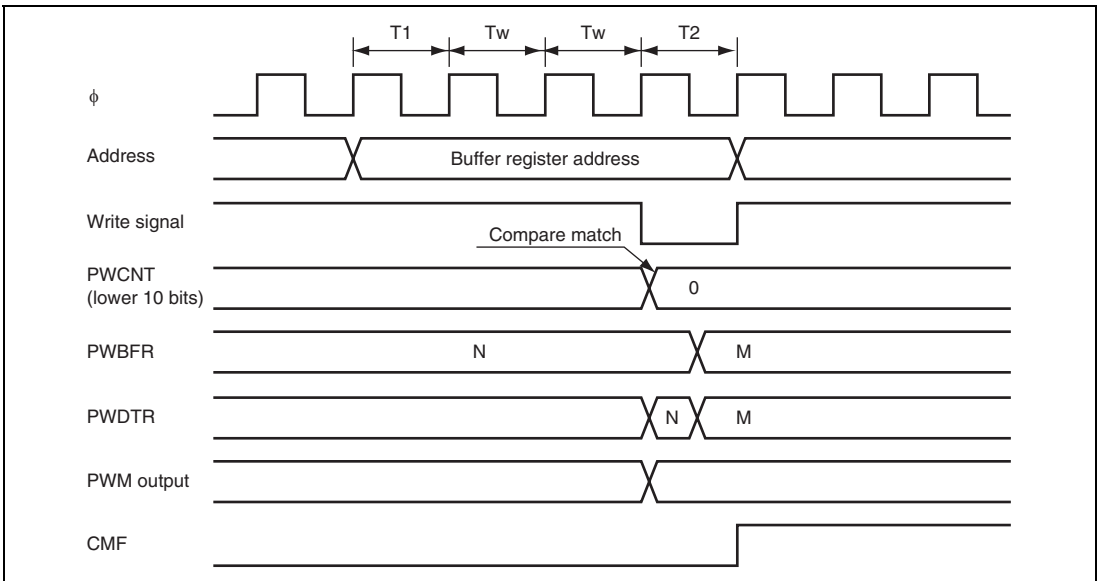 T1 Tw Tw T2
ϕ
Address Buffer register address
Write signal
Compare match
PWCNT
(lower 10 bits)
0
PWBFR N M
PWDTR N M
PWM output
CMF